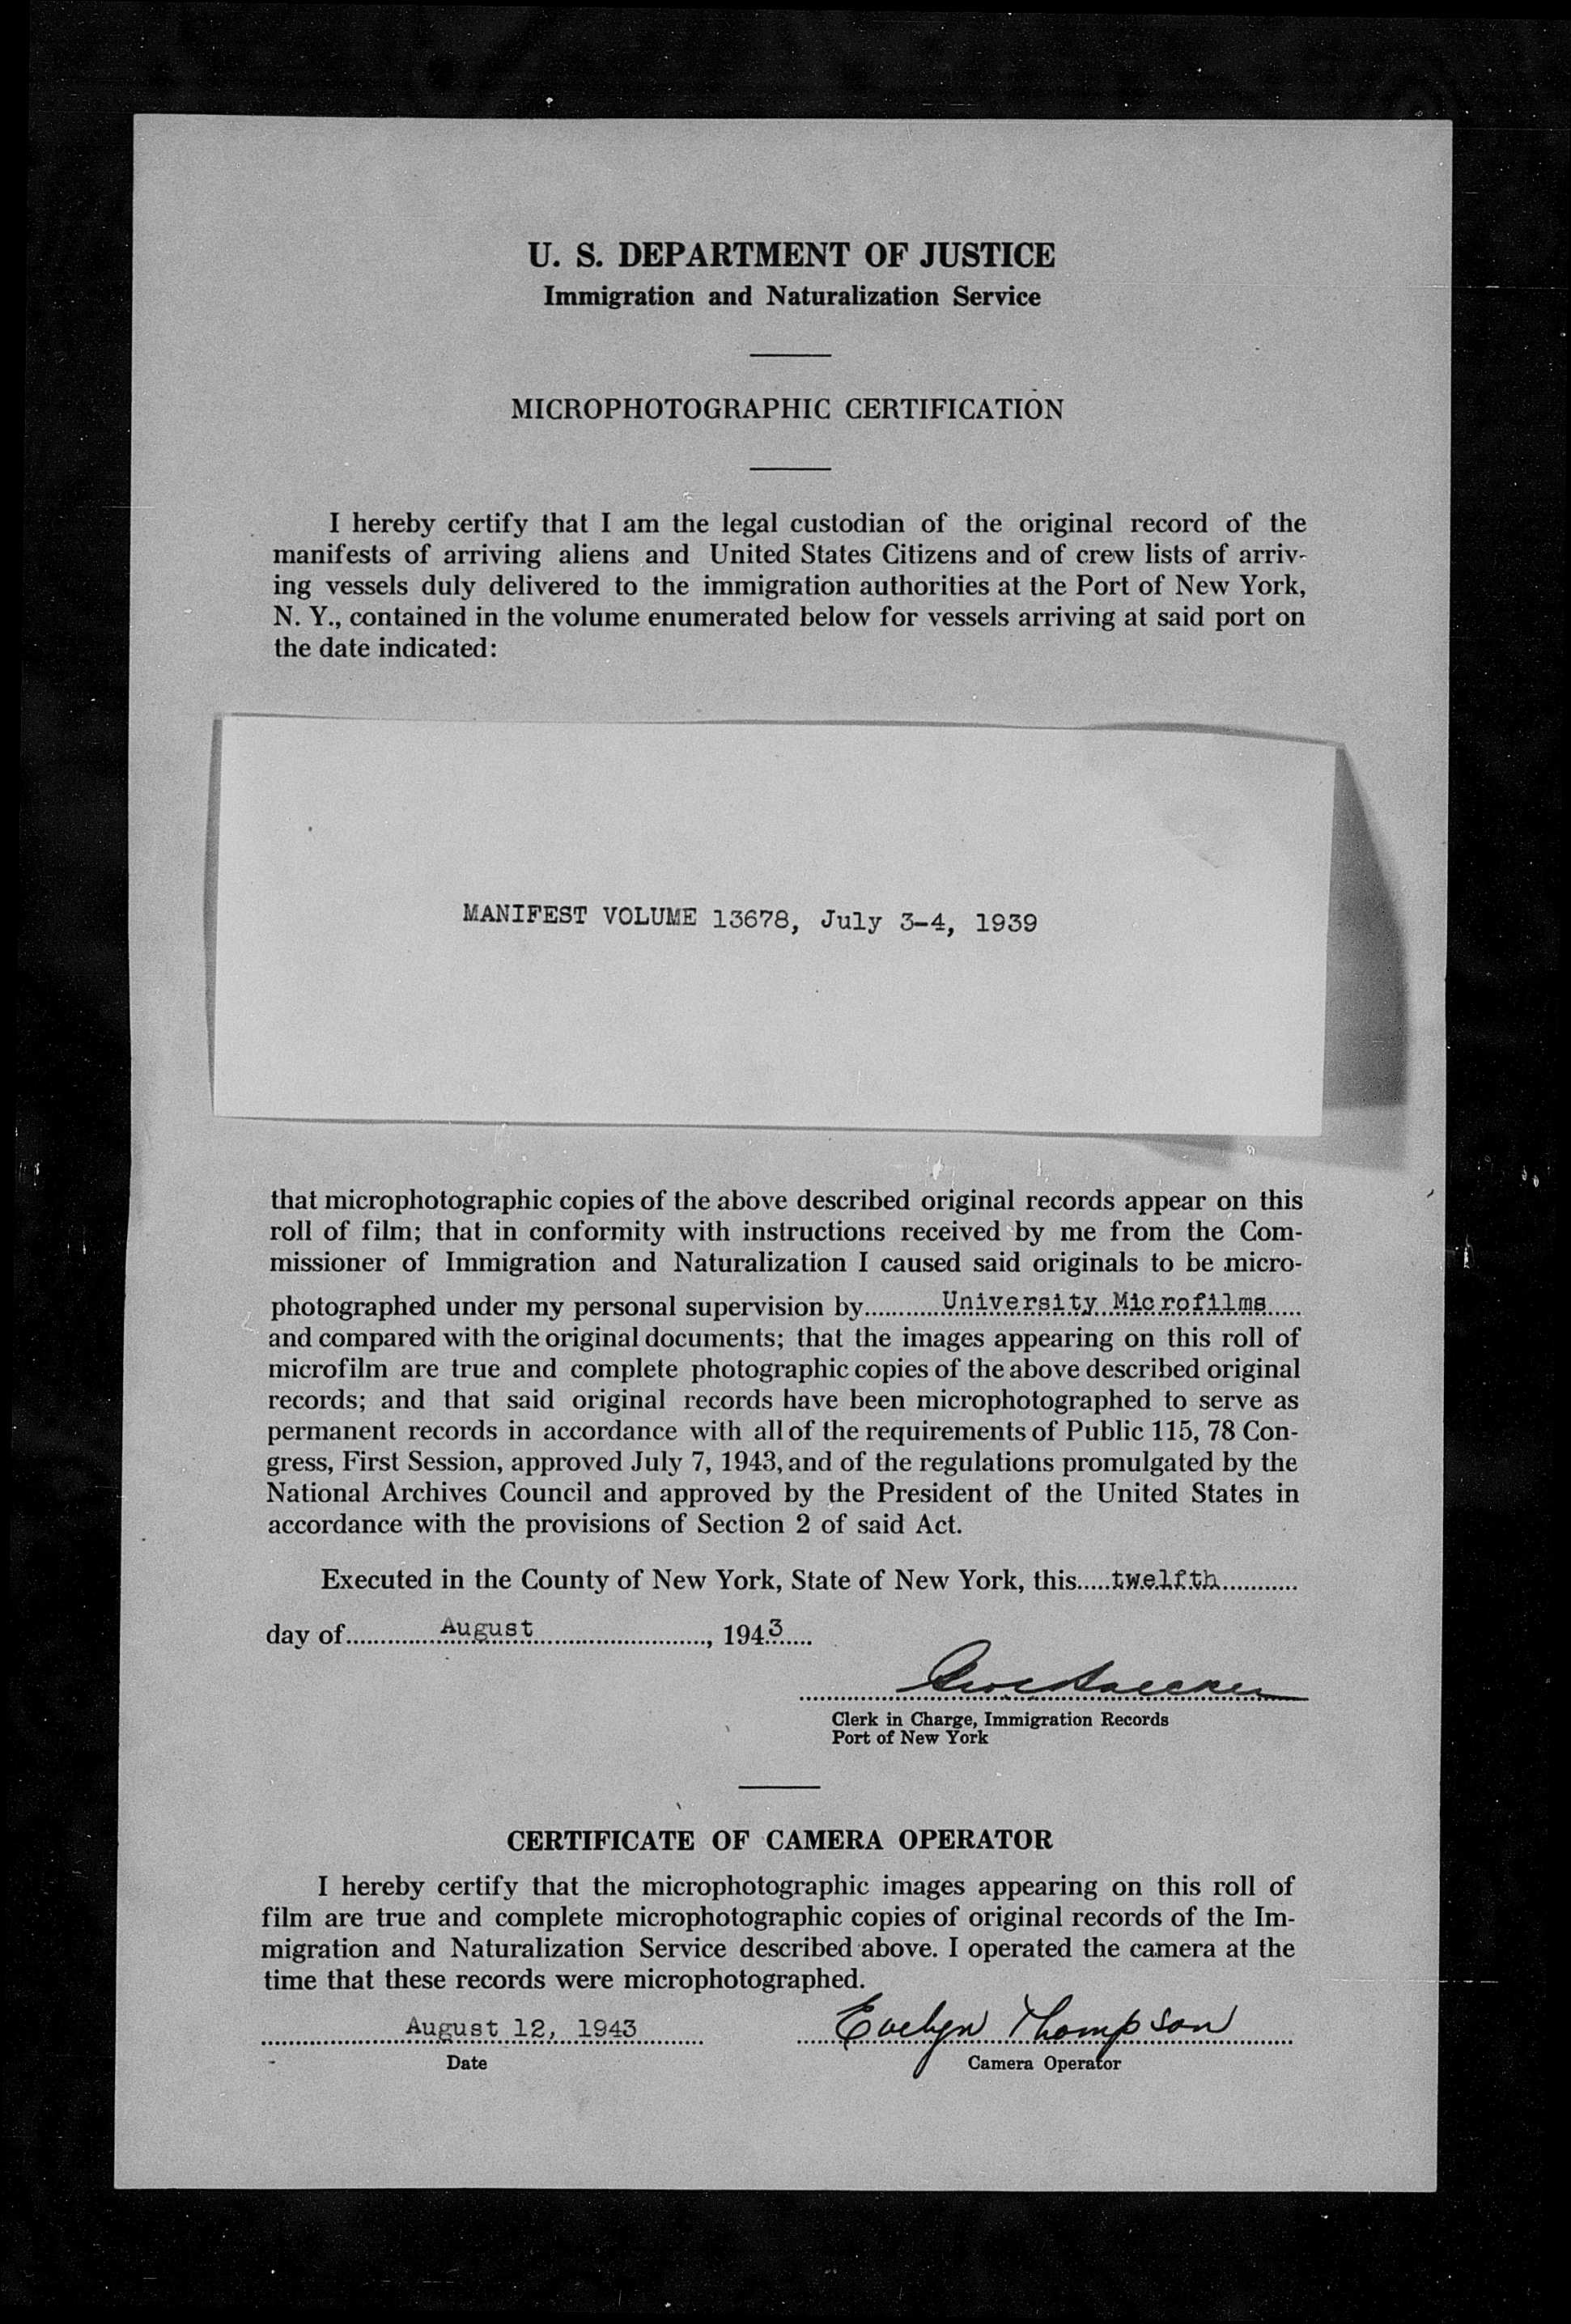 U. S. DEPARTMENT OF JUSTICE
Immigration and Naturalization Service
MICROPHOTOGRAPHIC CERTIFICATION
I hereby certify that I am the legal custodian of the original record of the
manifests of arriving aliens and United States Citizens and of crew lists of arriv-
ing vessels duly delivered to the immigration authorities at the Port of New York,
N. Y., contained in the volume enumerated below for vessels arriving at said port on
the date indicated:
MANIFEST VOLUME 13678, July 3-4, 1939
that microphotographic copies of the above described original records appear on this
roll of film; that in conformity with instructions received by me from the Com-
missioner of Immigration and Naturalization I caused said originals to be micro-
photographed under my personal supervision by University Microfilms
and compared with the original documents; that the images appearing on this roll of
microfilm are true and complete photographic copies of the above described original
records; and that said original records have been microphotographed to serve as
permanent records in accordance with all of the requirements of Public 115, 78 Con-
gress, First Session, approved July 7, 1943, and of the regulations promulgated by the
National Archives Council and approved by the President of the United States in
accordance with the provisions of Section 2 of said Act.
Executed in the County of New York, State of New York, this twelfth
day of August, 1943
Clerk in Charge, Immigration Records
Port of New York
CERTIFICATE OF CAMERA OPERATOR
I hereby certify that the microphotographic images appearing on this roll of
film are true and complete microphotographic copies of original records of the Im-
migration and Naturalization Service described above. I operated the camera at the
time that these records were microphotographed.
August 12, 1943 Evelyn Thompson
Date Camera Operator